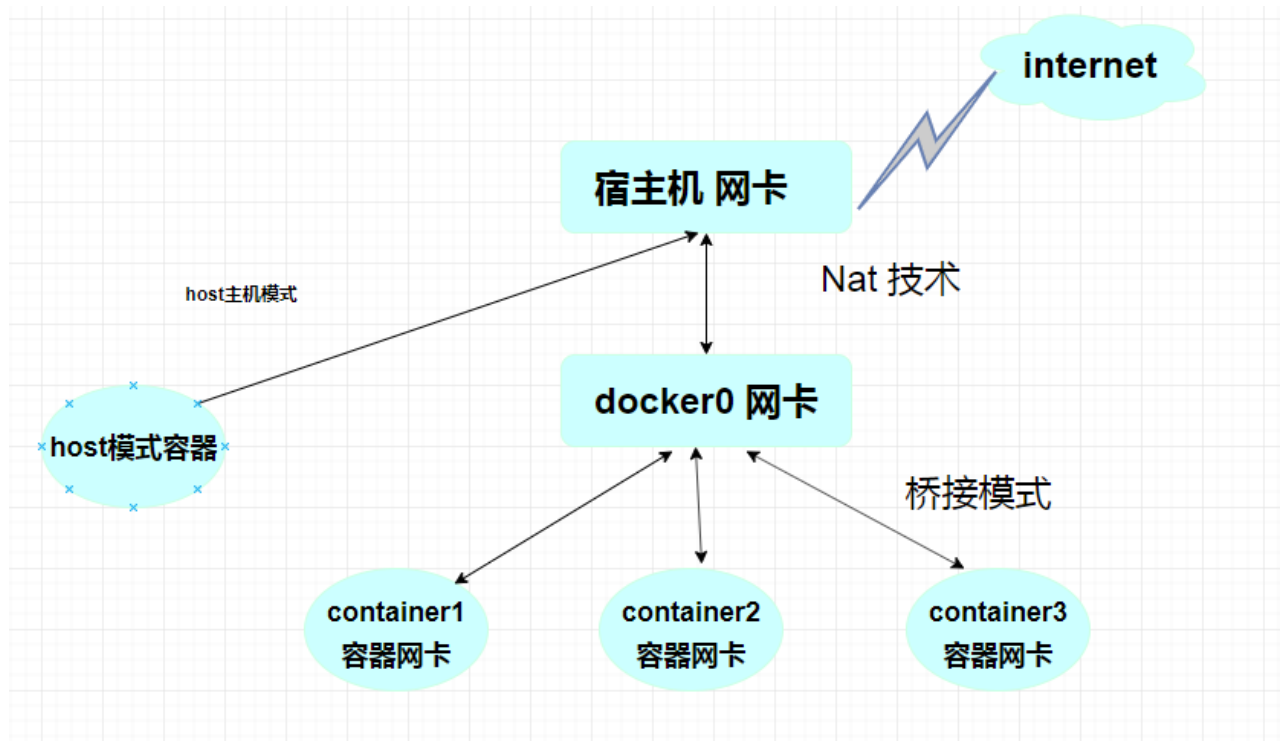 internet
宿主机 网卡
Nat 技术
host主机模式
docker0 网卡
host模式容器
桥接模式
container1
容器网卡
container2
容器网卡
container3
容器网卡